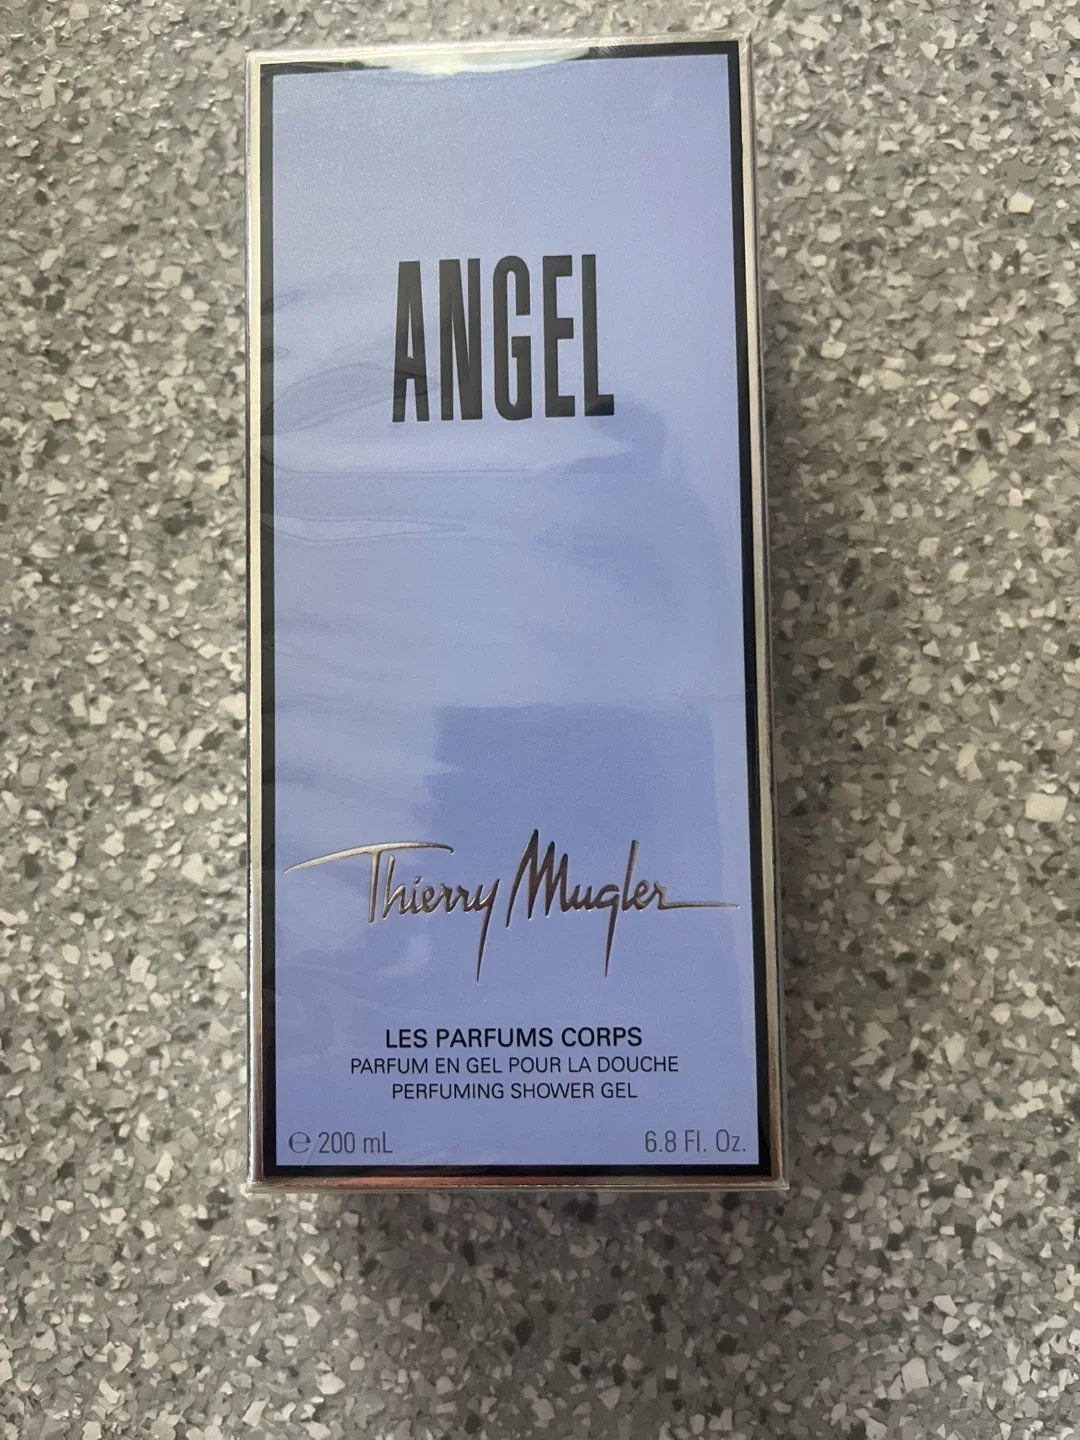 ANGEL
Thierry Mugler
LES PARFUMS CORPS
PARFUM EN GEL POUR LA DOUCHE
PERFUMING SHOWER GEL
℮ 200 mL 6.8 Fl. Oz.